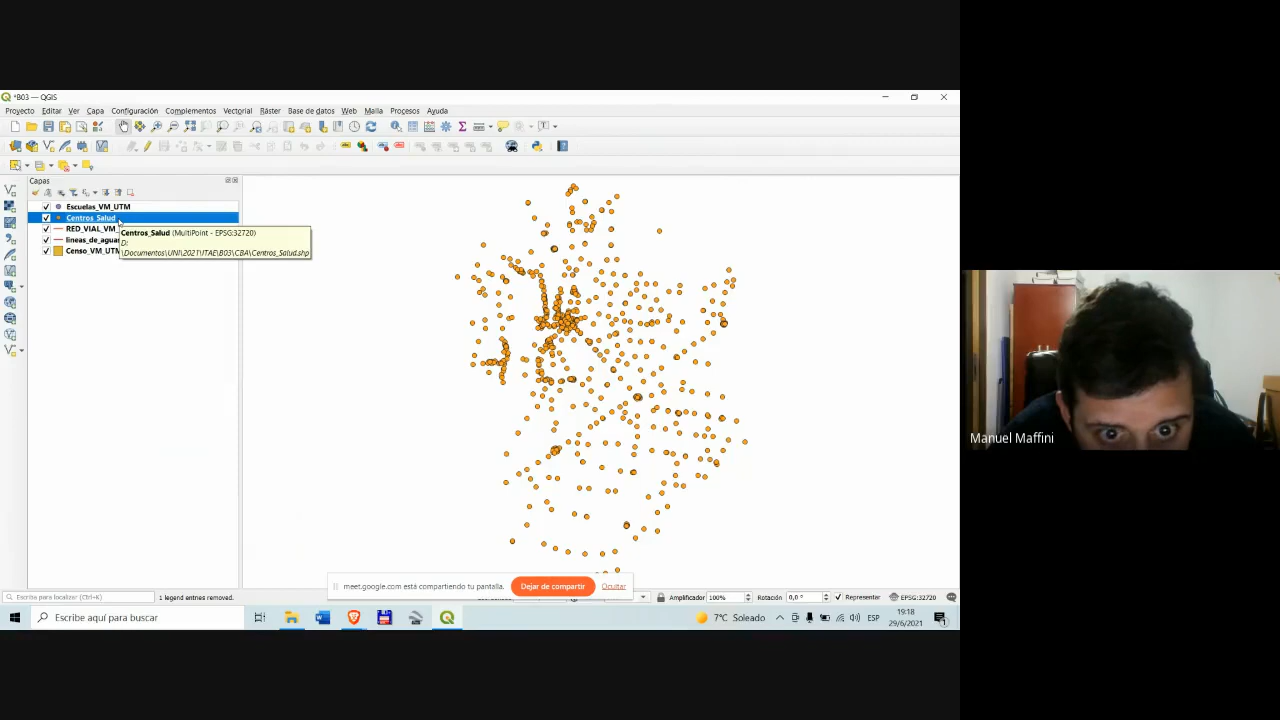 *B03 — QGIS
Proyecto Editar Ver Capa Configuración Complementos Vectorial Ráster Base de datos Web Malla Procesos Ayuda
Capas
Escuelas_VM_UTM
Centros_Salud
RED_VIAL_VM_
Centros_Salud (MultiPoint - EPSG:32720)
lineas_de_agua
D:
Censo_VM_UTM
\Documentos\UNI\2021\ITAE\B03\CBA\Centros_Salud.shp
Manuel Maffini
meet.google.com está compartiendo tu pantalla. Dejar de compartir Ocultar
Escribe para localizar (Ctrl+K) 1 legend entries removed. Amplificador 100% Rotación 0,0 ° Representar EPSG:32720
Escribe aquí para buscar 7°C Soleado ESP 19:18
29/6/2021